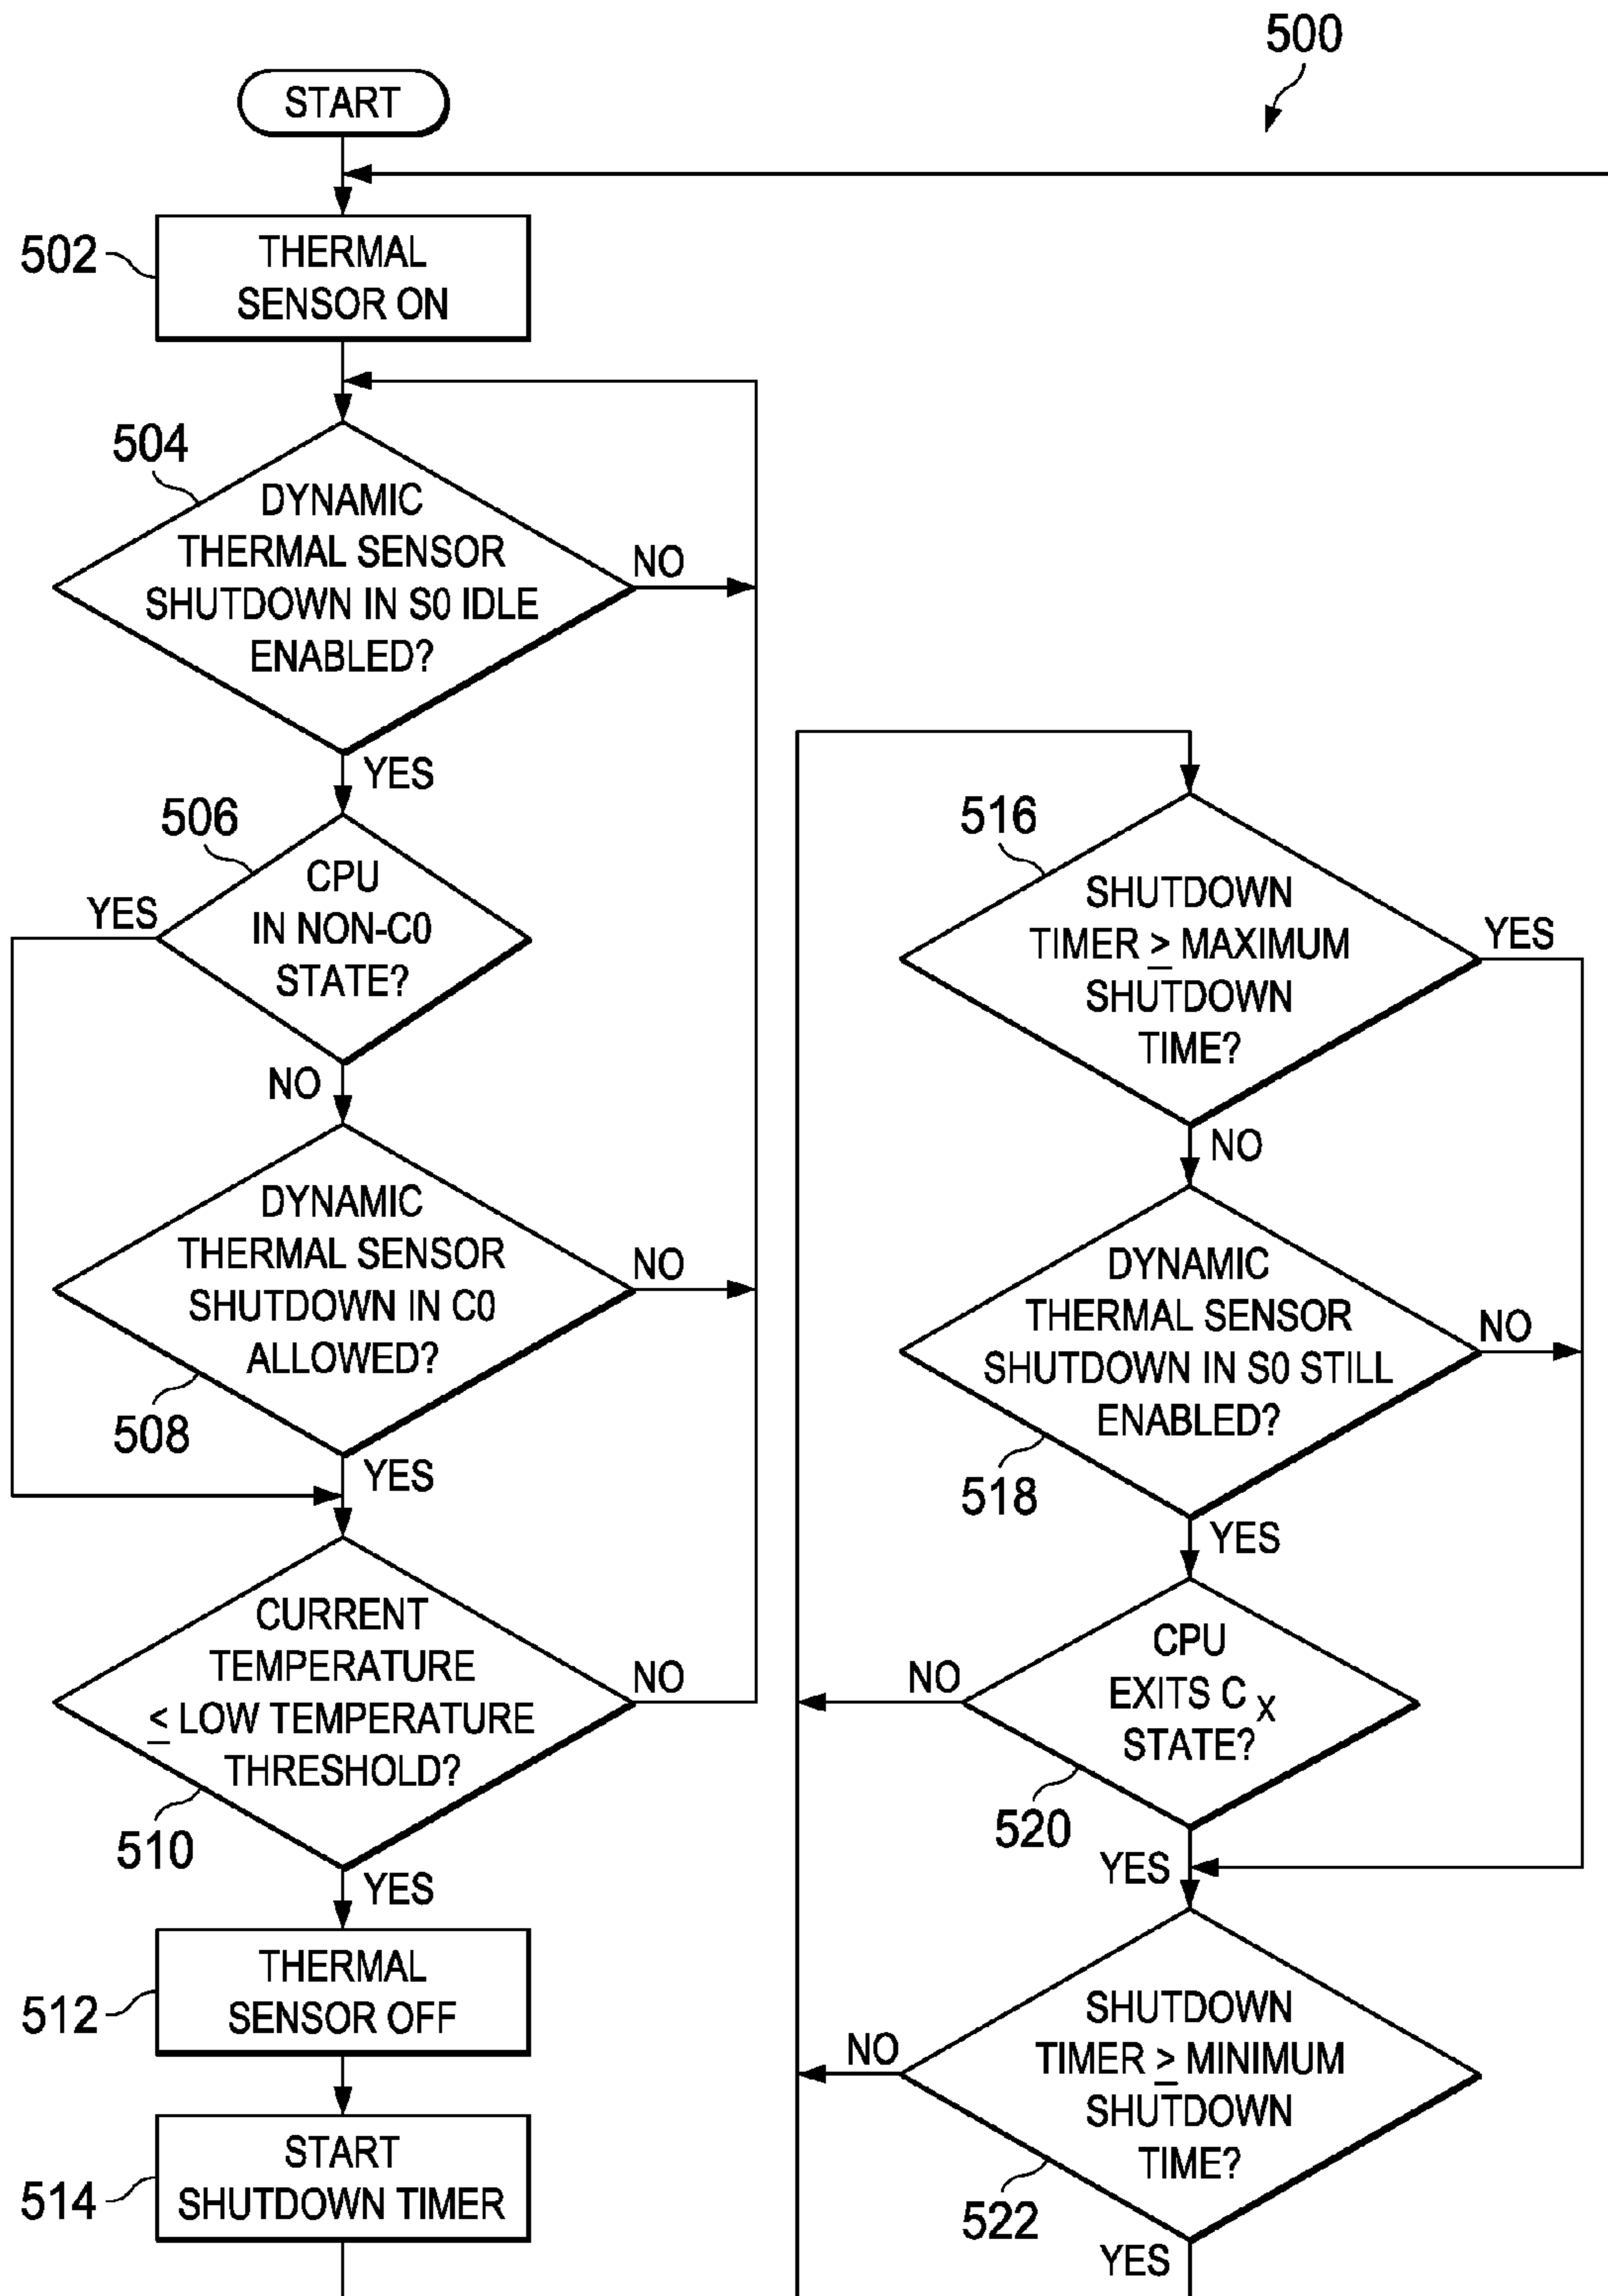 500
START
502
THERMAL
SENSOR ON
504
DYNAMIC
THERMAL SENSOR
SHUTDOWN IN S0 IDLE
ENABLED?
NO
YES
506
CPU
IN NON-C0
STATE?
YES
NO
DYNAMIC
THERMAL SENSOR
SHUTDOWN IN C0
ALLOWED?
NO
508
YES
CURRENT
TEMPERATURE
≤ LOW TEMPERATURE
THRESHOLD?
NO
510
YES
512
THERMAL
SENSOR OFF
514
START
SHUTDOWN TIMER
516
SHUTDOWN
TIMER ≥ MAXIMUM
SHUTDOWN
TIME?
YES
NO
DYNAMIC
THERMAL SENSOR
SHUTDOWN IN S0 STILL
ENABLED?
NO
518
YES
CPU
EXITS C X
STATE?
NO
520
YES
SHUTDOWN
TIMER ≥ MINIMUM
SHUTDOWN
TIME?
NO
522
YES